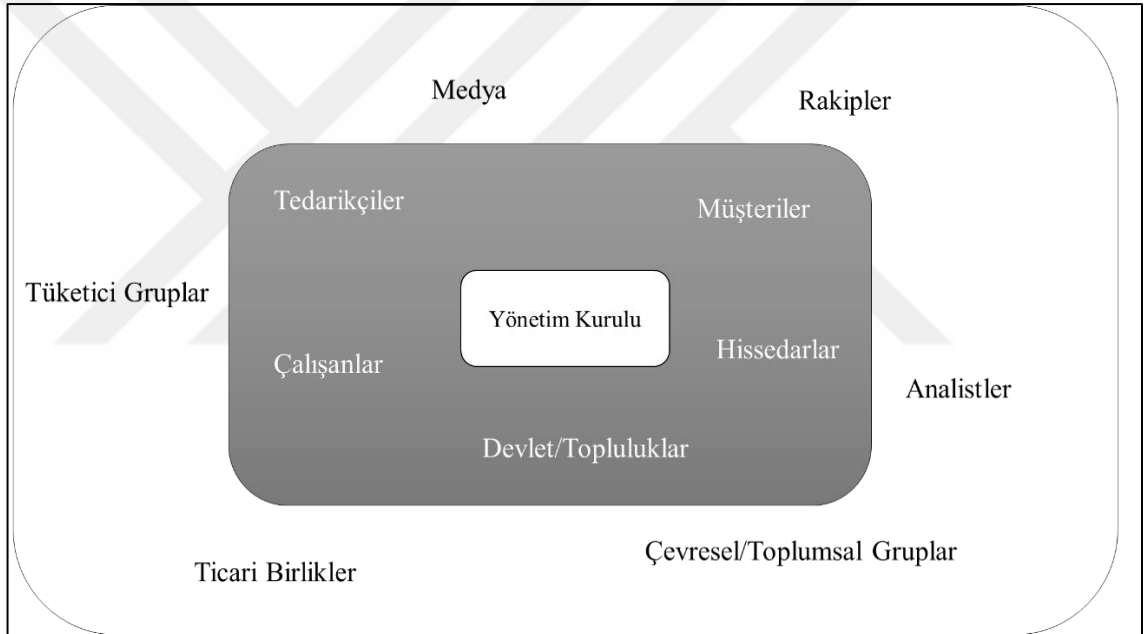 Medya
Rakipler
Tedarikçiler
Müşteriler
Tüketici Gruplar
Yönetim Kurulu
Çalışanlar
Hissedarlar
Analistler
Devlet/Topluluklar
Çevresel/Toplumsal Gruplar
Ticari Birlikler